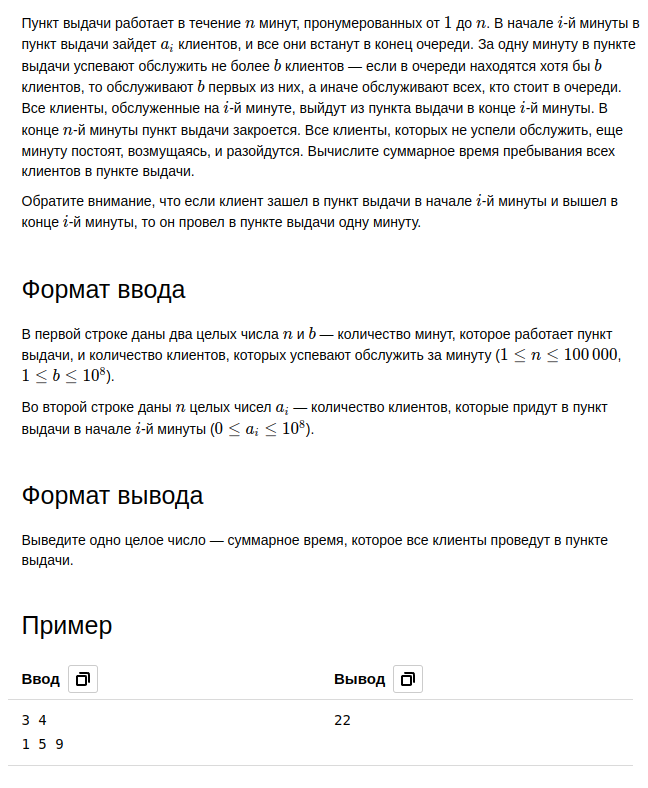 Пункт выдачи работает в течение n минут, пронумерованных от 1 до n. В начале i-й минуты в
пункт выдачи зайдет a_i клиентов, и все они встанут в конец очереди. За одну минуту в пункте
выдачи успевают обслужить не более b клиентов — если в очереди находятся хотя бы b
клиентов, то обслуживают b первых из них, а иначе обслуживают всех, кто стоит в очереди.
Все клиенты, обслуженные на i-й минуте, выйдут из пункта выдачи в конце i-й минуты. В
конце n-й минуты пункт выдачи закроется. Все клиенты, которых не успели обслужить, еще
минуту постоят, возмущаясь, и разойдутся. Вычислите суммарное время пребывания всех
клиентов в пункте выдачи.
Обратите внимание, что если клиент зашел в пункт выдачи в начале i-й минуты и вышел в
конце i-й минуты, то он провел в пункте выдачи одну минуту.
Формат ввода
В первой строке даны два целых числа n и b — количество минут, которое работает пункт
выдачи, и количество клиентов, которых успевают обслужить за минуту (1 ≤ n ≤ 100 000,
1 ≤ b ≤ 10^8).
Во второй строке даны n целых чисел a_i — количество клиентов, которые придут в пункт
выдачи в начале i-й минуты (0 ≤ a_i ≤ 10^8).
Формат вывода
Выведите одно целое число — суммарное время, которое все клиенты проведут в пункте
выдачи.
Пример
Ввод Вывод
3 4 22
1 5 9